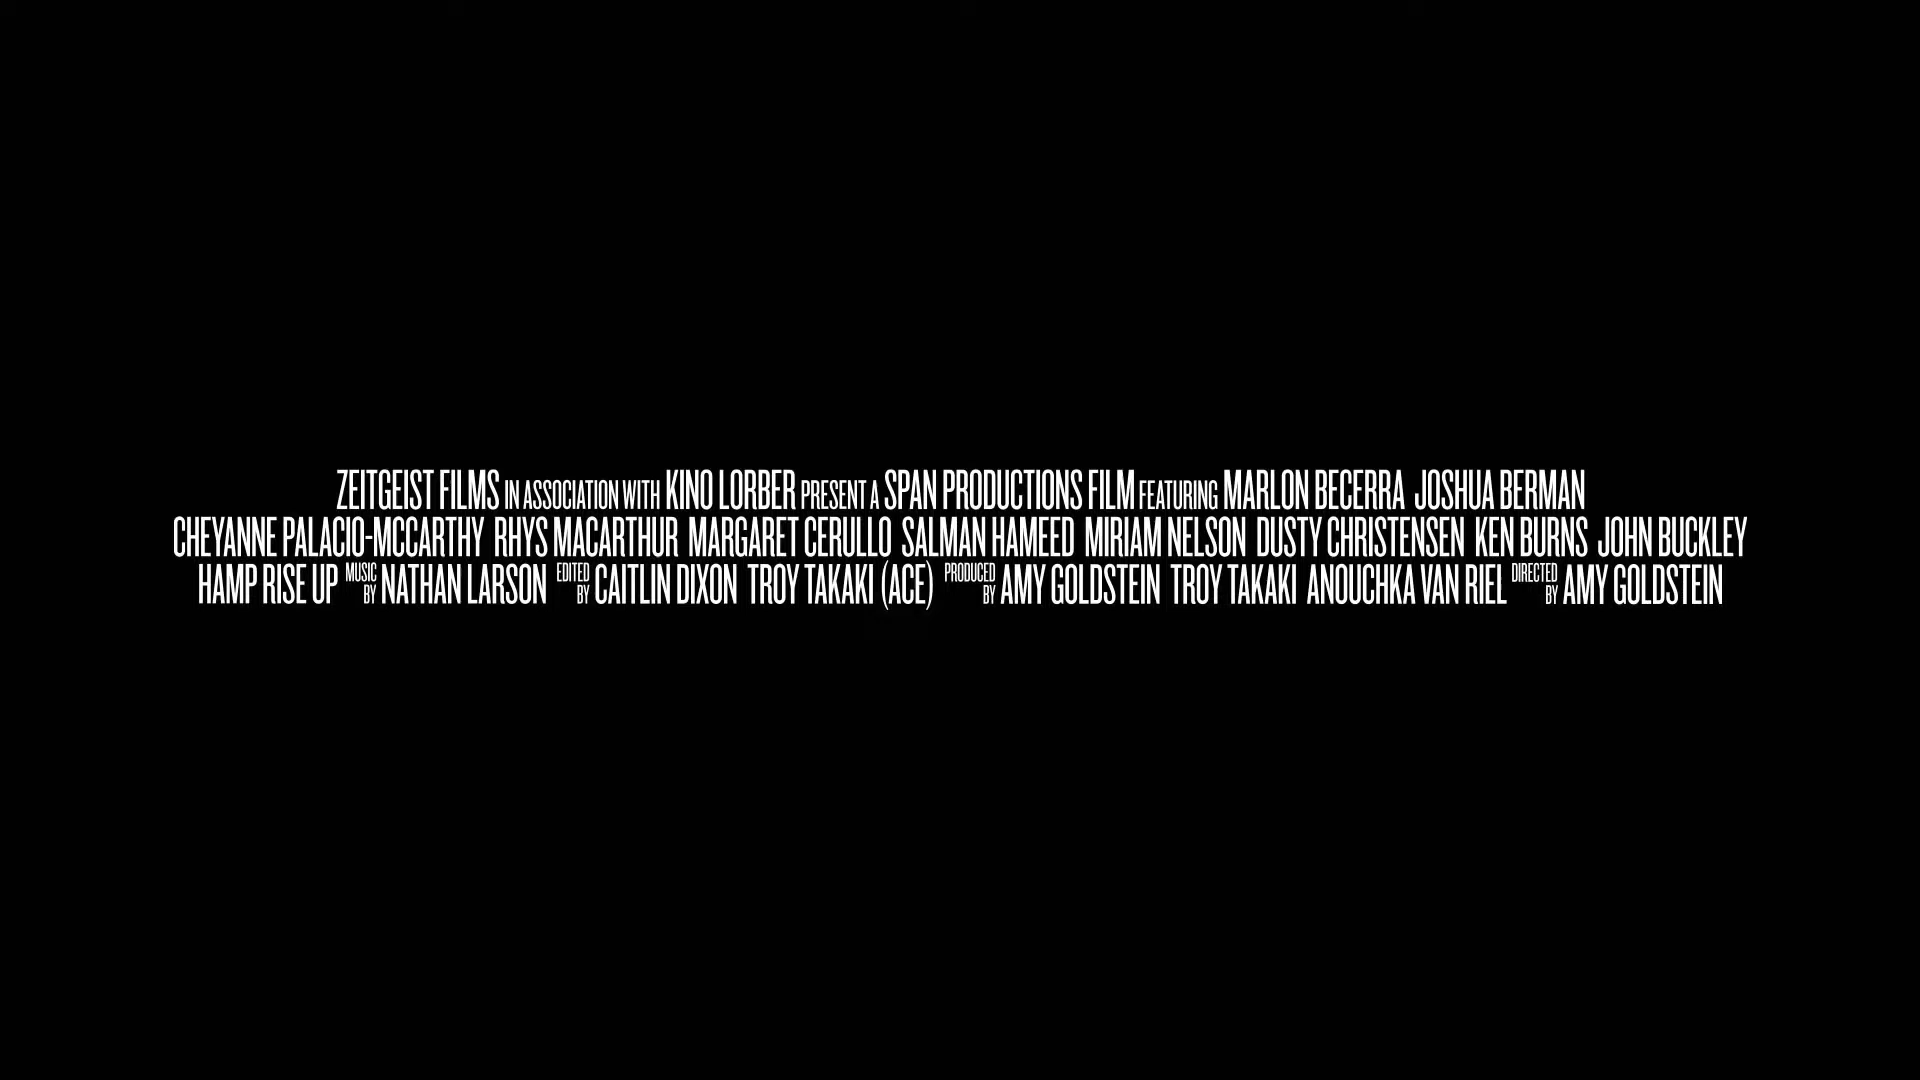 ZEITGEIST FILMS IN ASSOCIATION WITH KINO LORBER PRESENT A SPAN PRODUCTIONS FILM FEATURING MARLON BECERRA JOSHUA BERMAN
CHEYANNE PALACIO-MCCARTHY RHYS MACARTHUR MARGARET CERULLO SALMAN HAMEED MIRIAM NELSON DUSTY CHRISTENSEN KEN BURNS JOHN BUCKLEY
HAMP RISE UP MUSIC BY NATHAN LARSON EDITED BY CAITLIN DIXON TROY TAKAKI (ACE) PRODUCED BY AMY GOLDSTEIN TROY TAKAKI ANOUCHKA VAN RIEL DIRECTED BY AMY GOLDSTEIN